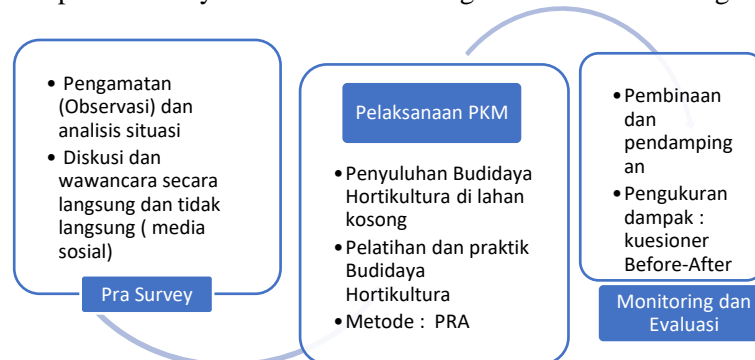 • Pengamatan
(Observasi) dan
analisis situasi
• Diskusi dan
wawancara secara
langsung dan tidak
langsung ( media
sosial)
Pra Survey
Pelaksanaan PKM
• Penyuluhan Budidaya
Hortikultura di lahan
kosong
• Pelatihan dan praktik
Budidaya
Hortikultura
• Metode : PRA
• Pembinaan
dan
pendamping
an
• Pengukuran
dampak :
kuesioner
Before-After
Monitoring dan
Evaluasi